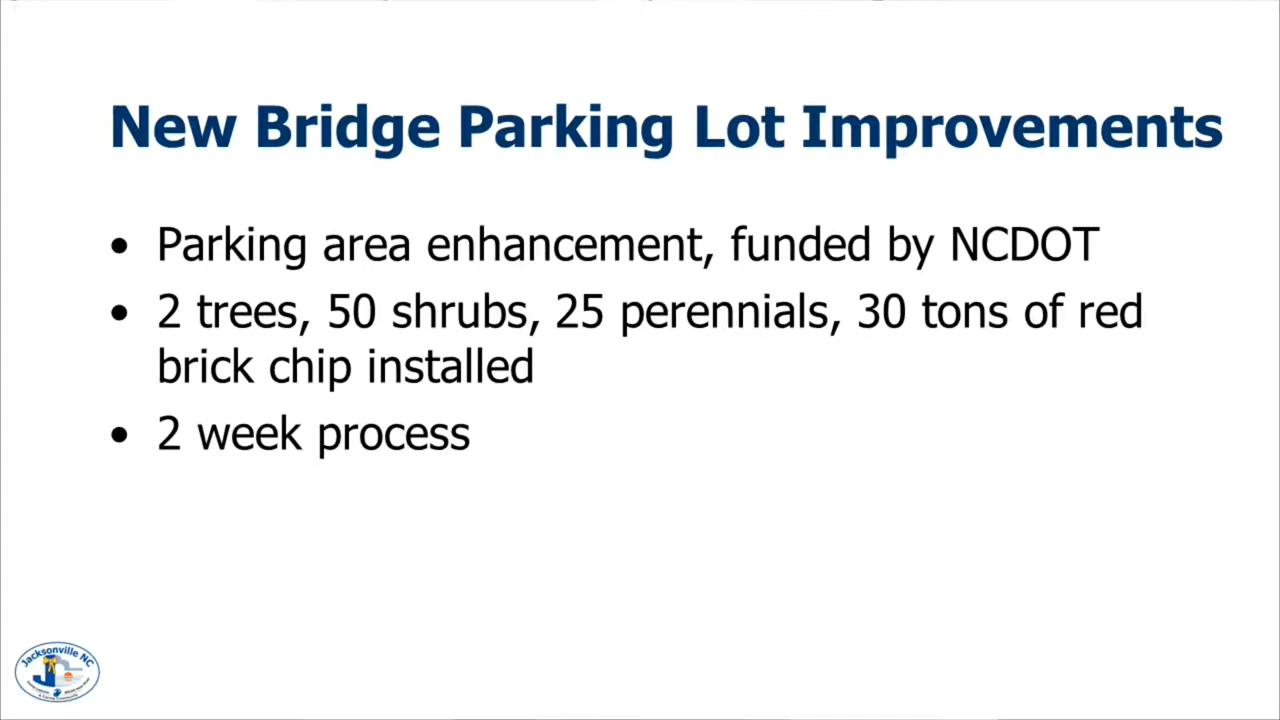 New Bridge Parking Lot Improvements
• Parking area enhancement, funded by NCDOT
• 2 trees, 50 shrubs, 25 perennials, 30 tons of red
brick chip installed
• 2 week process
Jacksonville NC